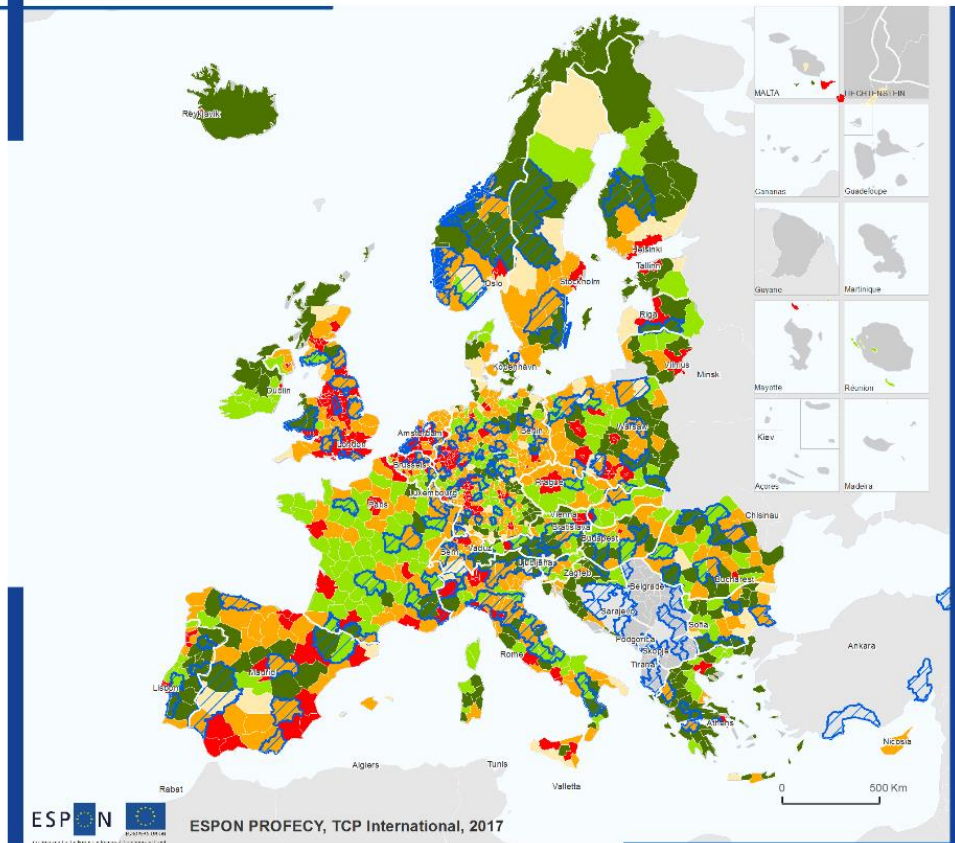 MALTA
LIECHTENSTEIN
Reykjavik
Canarias
Guadeloupe
Guyane
Martinique
Helsinki
Tallinn
Oslo
Stockholm
Riga
Mayotte
Réunion
København
Vilnius
Minsk
Dublin
Kiev
Açores
Madeira
Amsterdam
Berlin
Warsaw
London
Brussels
Prague
Luxembourg
Paris
Vienna
Bratislava
Chisinau
Budapest
Vaduz
Bern
Ljubljana
Zagreb
Belgrade
Bucharest
Sarajevo
Sofia
Podgorica
Skopje
Ankara
Rome
Tirana
Madrid
Lisbon
Athens
Nicosia
Algiers
Tunis
Valletta
Rabat
0
500 Km
ESPON
ESPON PROFECY, TCP International, 2017